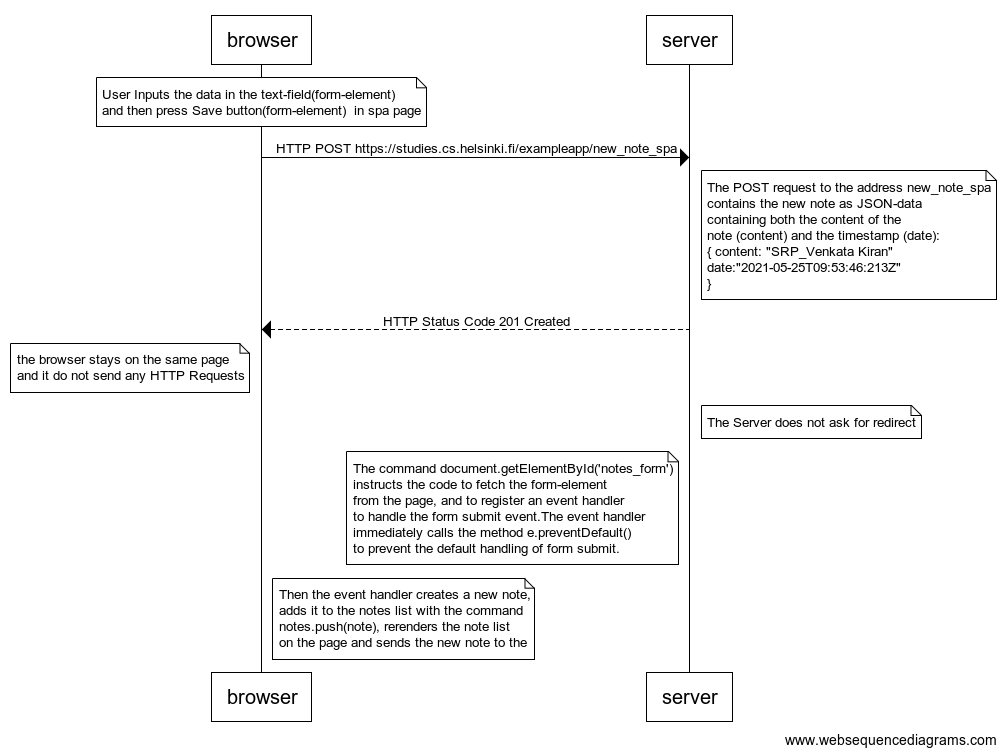 browser
server
User Inputs the data in the text-field(form-element)
and then press Save button(form-element)  in spa page
HTTP POST https://studies.cs.helsinki.fi/exampleapp/new_note_spa
The POST request to the address new_note_spa
contains the new note as JSON-data
containing both the content of the
note (content) and the timestamp (date):
{ content: "SRP_Venkata Kiran"
date:"2021-05-25T09:53:46:213Z"
}
HTTP Status Code 201 Created
the browser stays on the same page
and it do not send any HTTP Requests
The Server does not ask for redirect
The command document.getElementById('notes_form')
instructs the code to fetch the form-element
from the page, and to register an event handler
to handle the form submit event.The event handler
immediately calls the method e.preventDefault()
to prevent the default handling of form submit.
Then the event handler creates a new note,
adds it to the notes list with the command
notes.push(note), rerenders the note list
on the page and sends the new note to the
browser
server
www.websequencediagrams.com